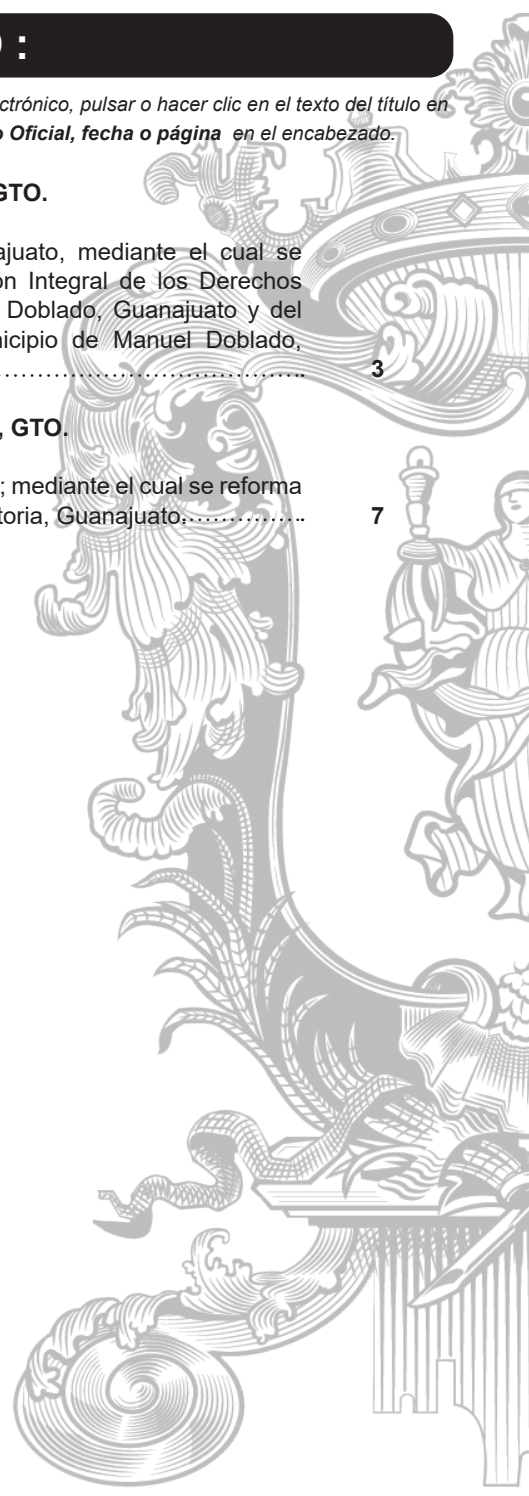 :
ctrónico, pulsar o hacer clic en el texto del título en
o Oficial, fecha o página en el encabezado.
GTO.
ajuato, mediante el cual se
ón Integral de los Derechos
Doblado, Guanajuato y del
nicipio de Manuel Doblado,
........................................ 3
, GTO.
; mediante el cual se reforma
toria, Guanajuato............... 7